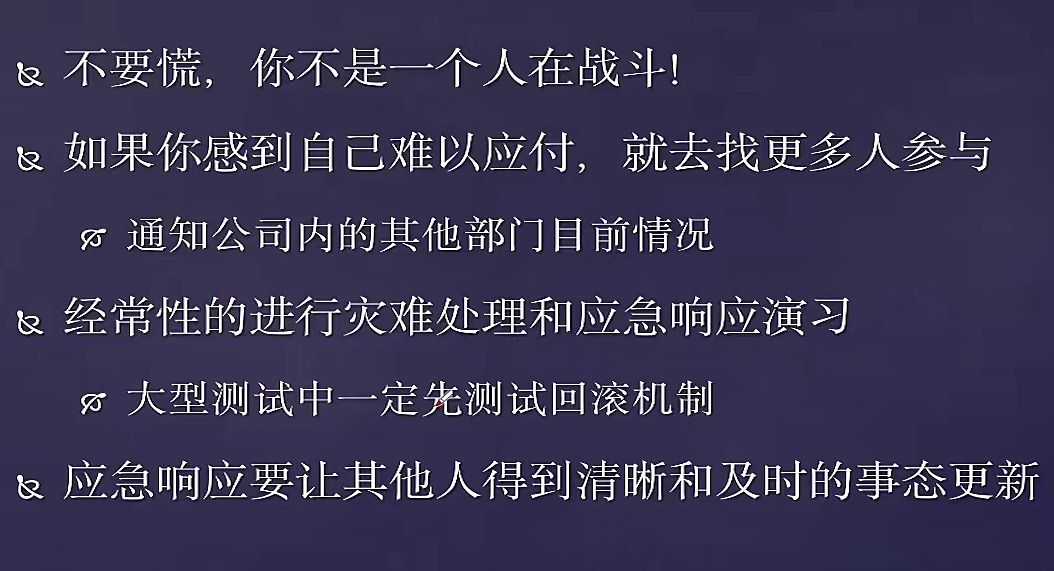 不要慌，你不是一个人在战斗！
如果你感到自己难以应付，就去找更多人参与
通知公司内的其他部门目前情况
经常性的进行灾难处理和应急响应演习
大型测试中一定先测试回滚机制
应急响应要让其他人得到清晰和及时的事态更新